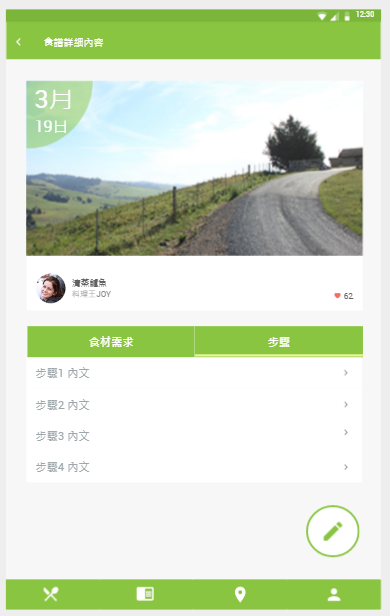 12:30
食譜詳細內容
3月
19日
清蒸鱸魚
料理王JOY
62
食材需求
步驟
步驟1 內文
步驟2 內文
步驟3 內文
步驟4 內文